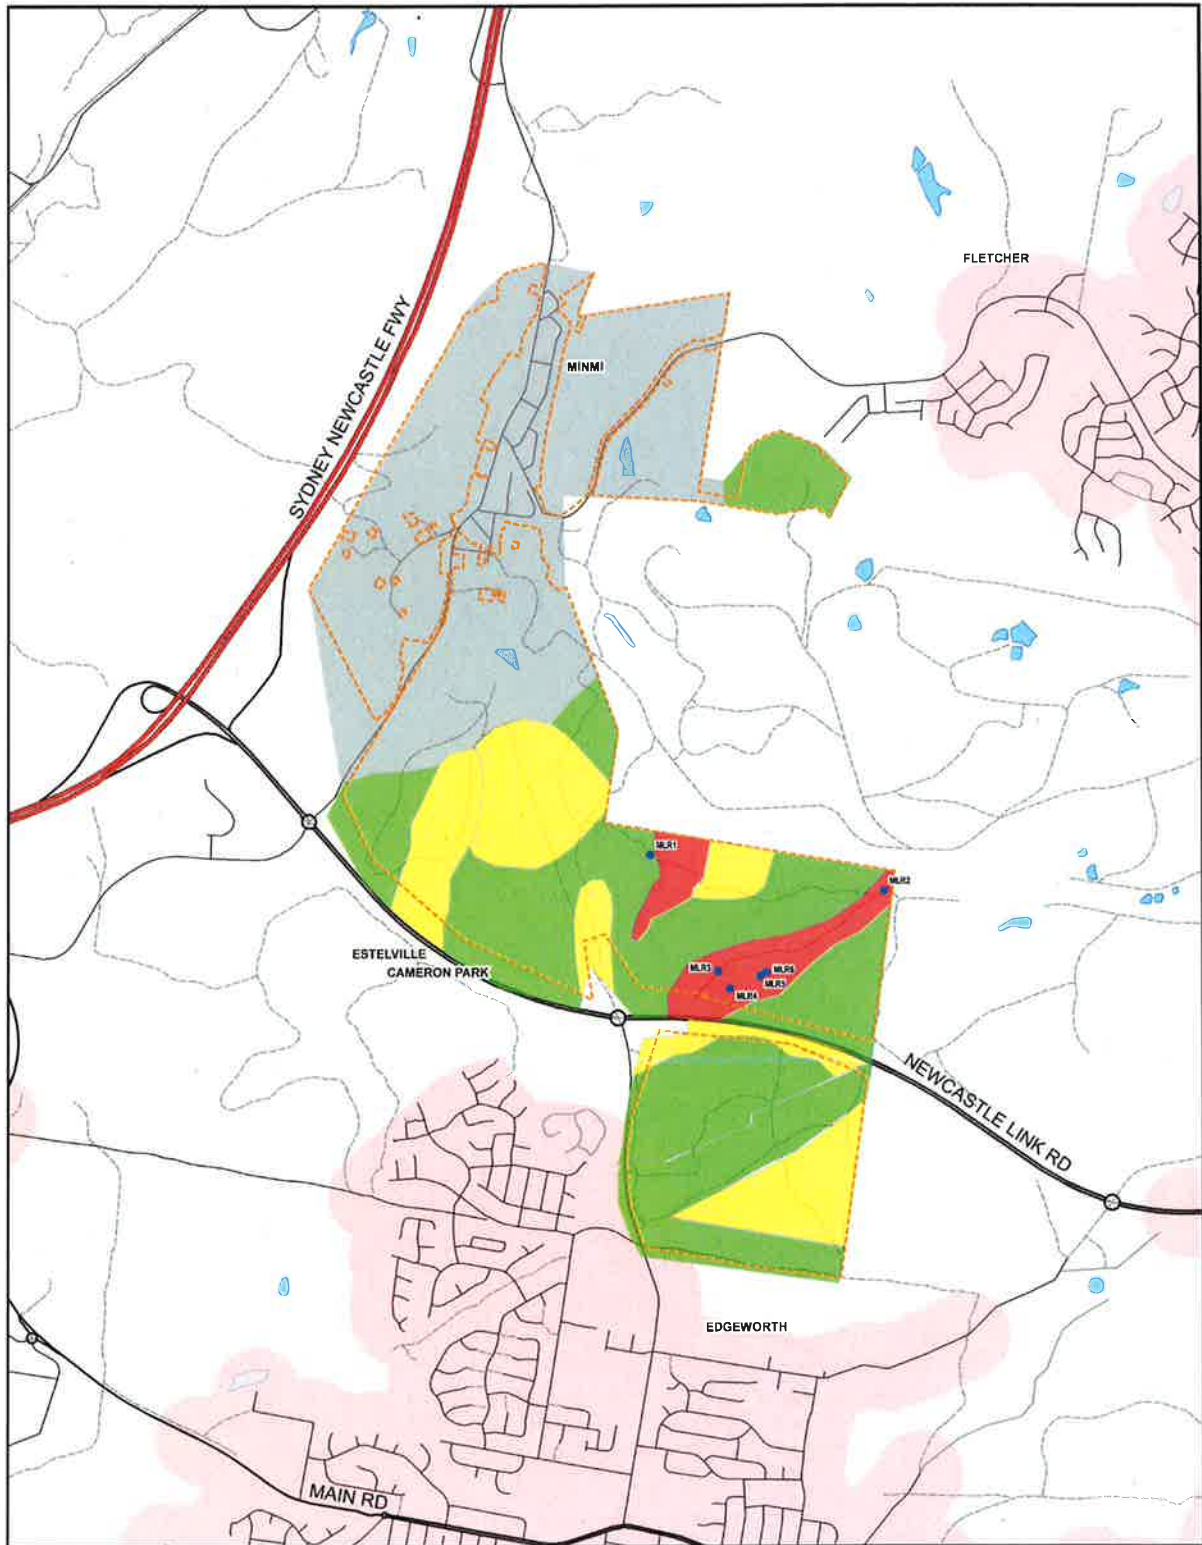 FLETCHER
SYDNEY NEWCASTLE FWY
MINMI
MLR1
MLR2
ESTELVILLE
CAMERON PARK
MLR3
MLR6
MLR5
MLR4
NEWCASTLE LINK RD
EDGEWORTH
MAIN RD